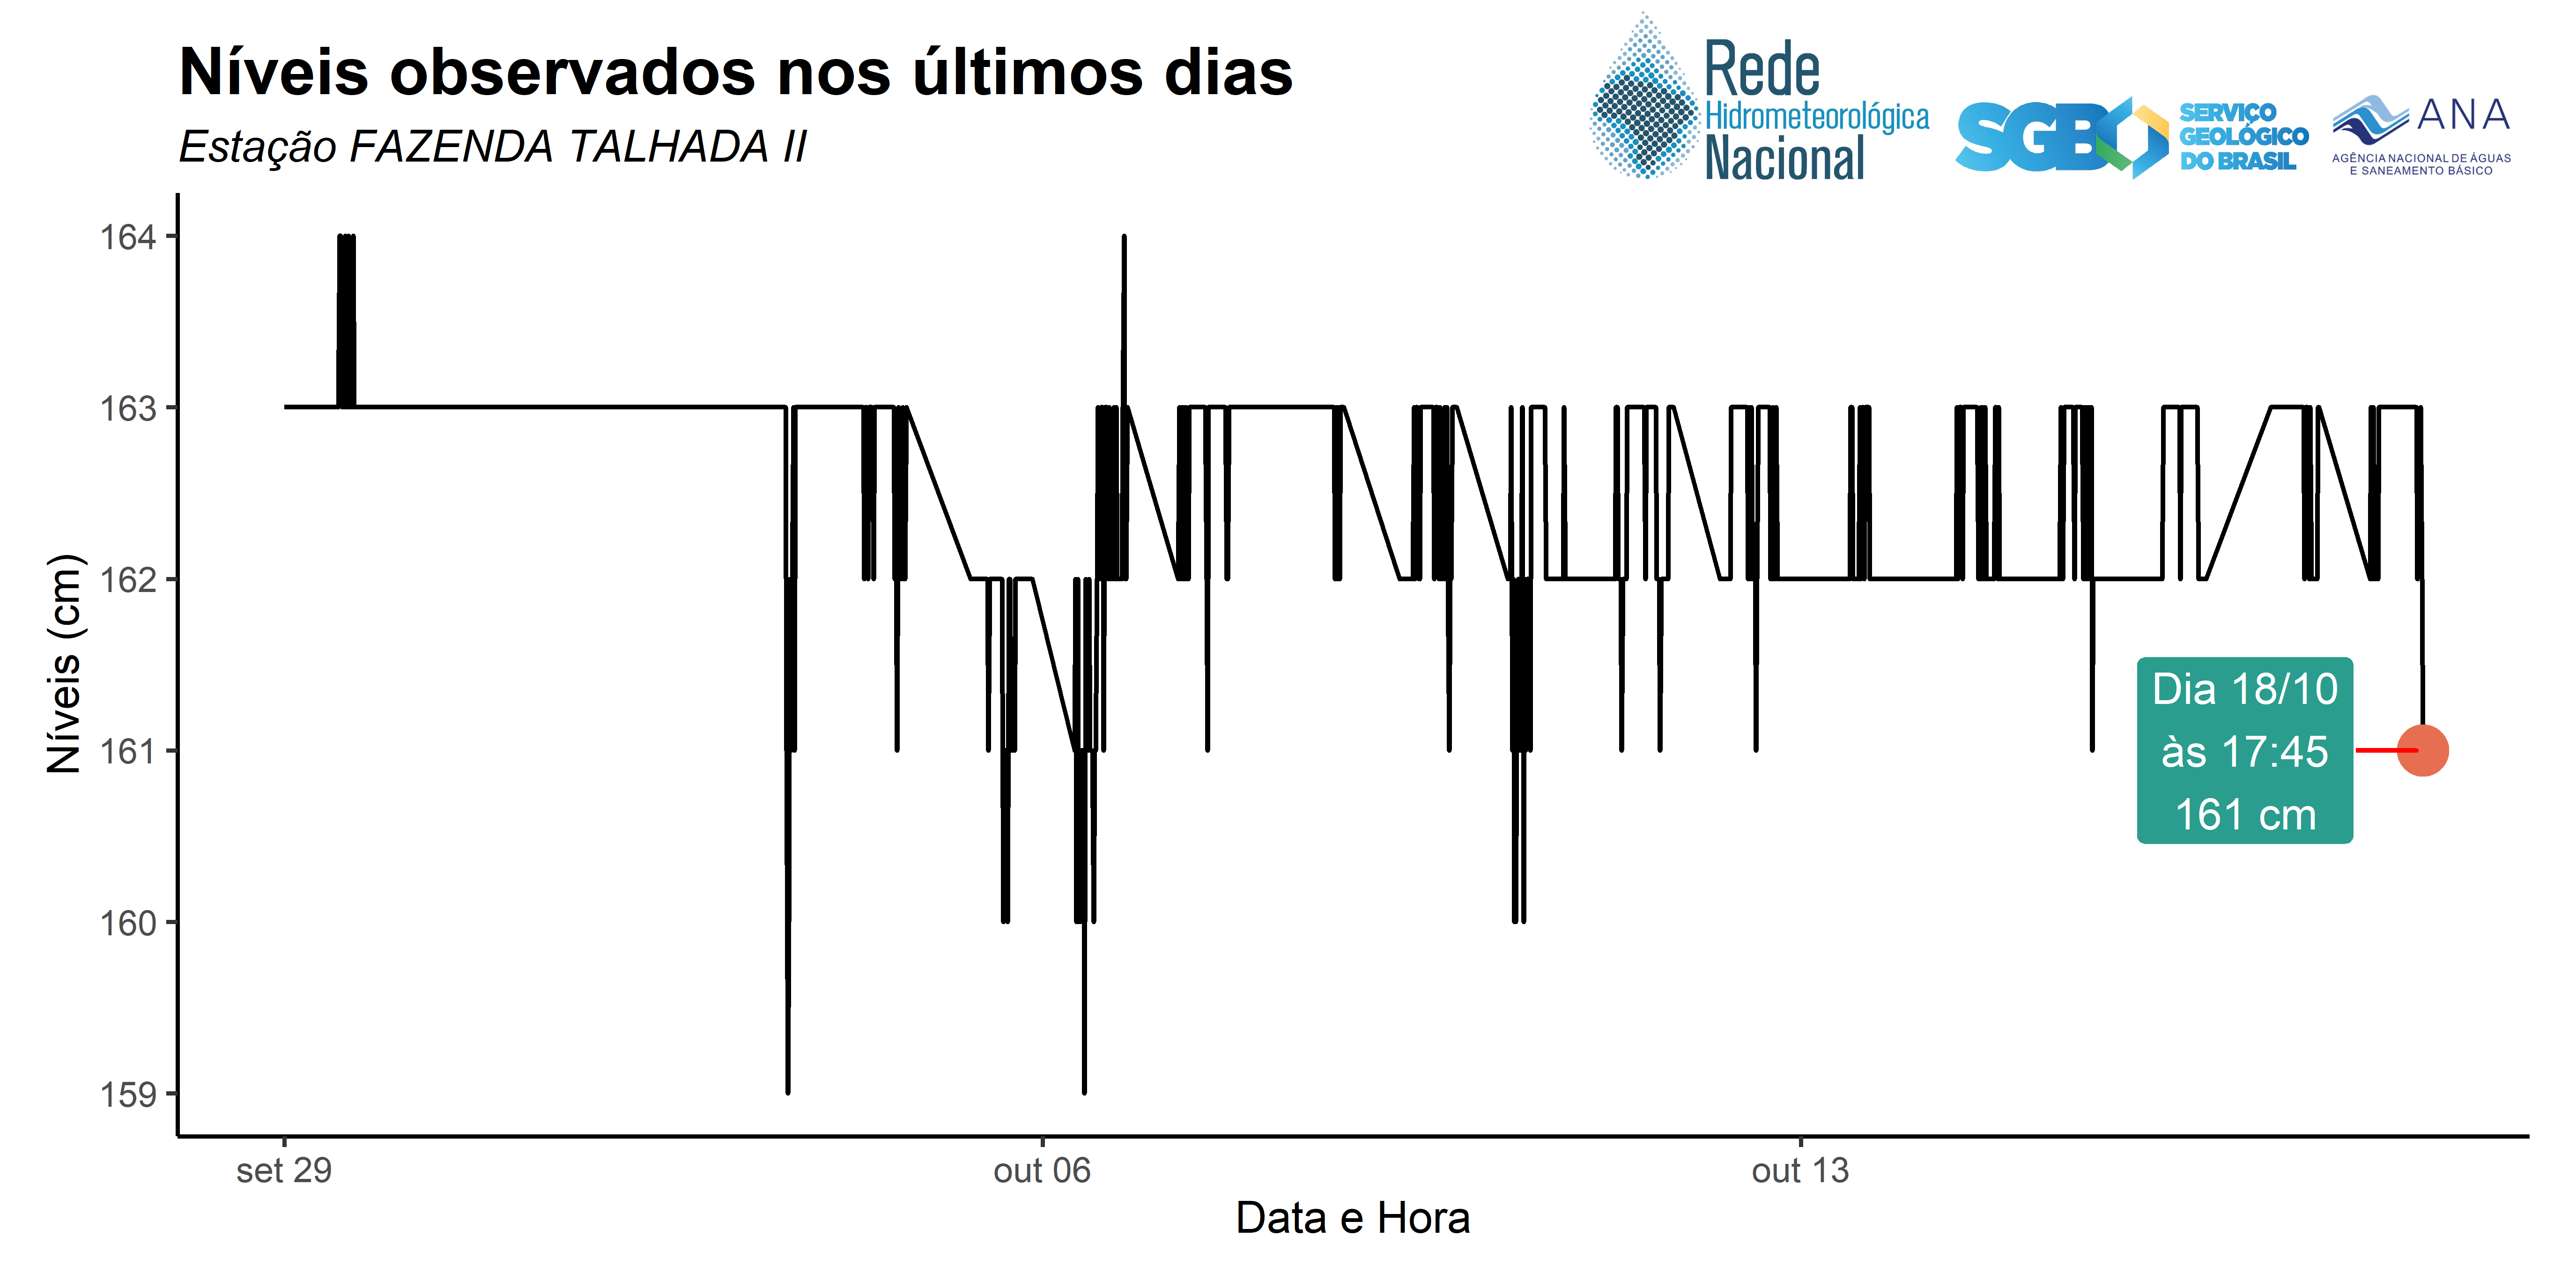 Níveis observados nos últimos dias
Estação FAZENDA TALHADA II
Rede
Hidrometeorológica
Nacional
SGB
SERVIÇO
GEOLÓGICO
DO BRASIL
ANA
AGÊNCIA NACIONAL DE ÁGUAS
E SANEAMENTO BÁSICO
Níveis (cm)
164
163
162
161
160
159
Dia 18/10
às 17:45
161 cm
set 29
out 06
out 13
Data e Hora